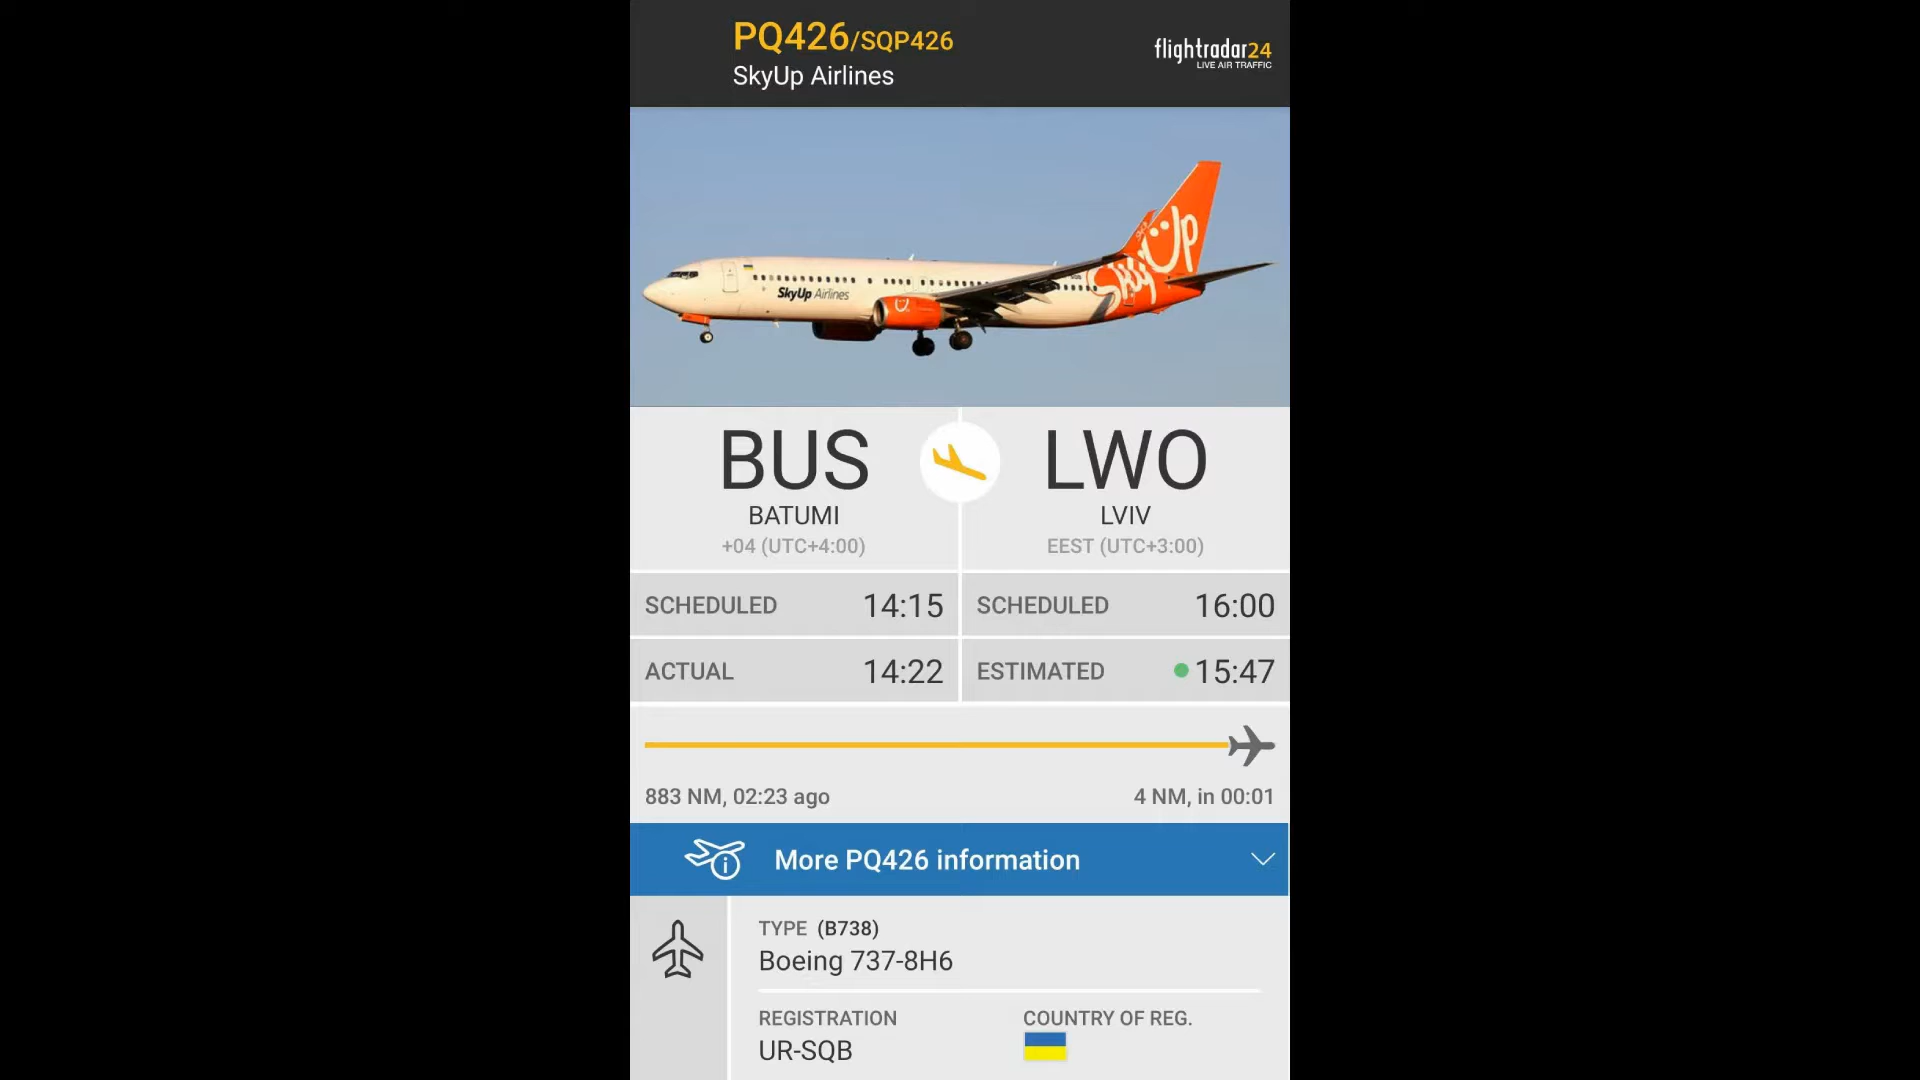 PQ426/SQP426
SkyUp Airlines
flightradar24
LIVE AIR TRAFFIC
SkyUp Airlines
SkyUp
BUS
BATUMI
+04 (UTC+4:00)
LWO
LVIV
EEST (UTC+3:00)
SCHEDULED 14:15
SCHEDULED 16:00
ACTUAL 14:22
ESTIMATED 15:47
883 NM, 02:23 ago
4 NM, in 00:01
More PQ426 information
TYPE (B738)
Boeing 737-8H6
REGISTRATION
UR-SQB
COUNTRY OF REG.